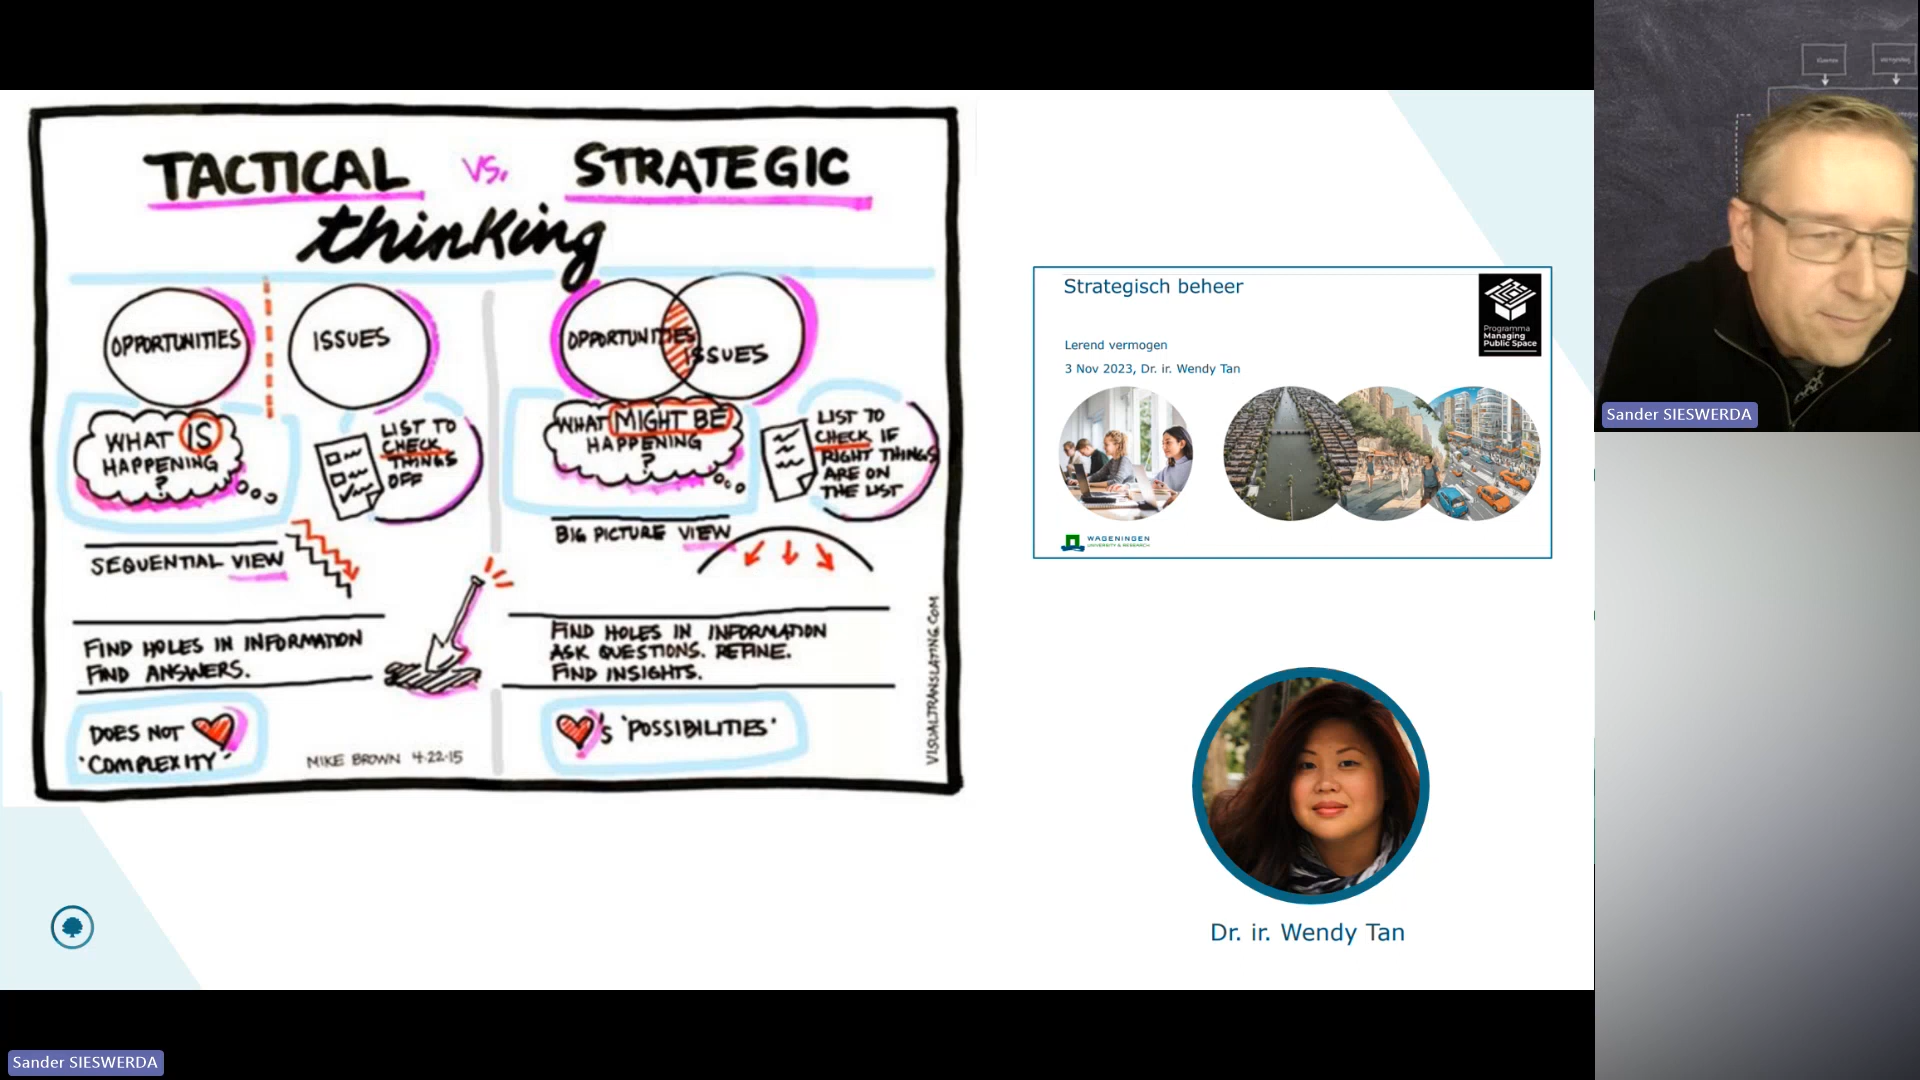 TACTICAL VS. STRATEGIC
thinking
OPPORTUNITIES
ISSUES
WHAT IS
HAPPENING
?
LIST TO
CHECK
THINGS
OFF
SEQUENTIAL VIEW
FIND HOLES IN INFORMATION
FIND ANSWERS.
DOES NOT
'COMPLEXITY'
MIKE BROWN 4-22-15
OPPORTUNITIES
ISSUES
WHAT MIGHT BE
HAPPENING
?
LIST TO
CHECK IF
RIGHT THINGS
ARE ON
THE LIST
BIG PICTURE VIEW
FIND HOLES IN INFORMATION
ASK QUESTIONS. REFINE.
FIND INSIGHTS.
'S 'POSSIBILITIES'
VISUALTRANSLATING.COM
Strategisch beheer
Programma
Managing
Public Space
Lerend vermogen
3 Nov 2023, Dr. ir. Wendy Tan
WAGENINGEN
UNIVERSITY & RESEARCH
Dr. ir. Wendy Tan
Sander SIESWERDA
Sander SIESWERDA